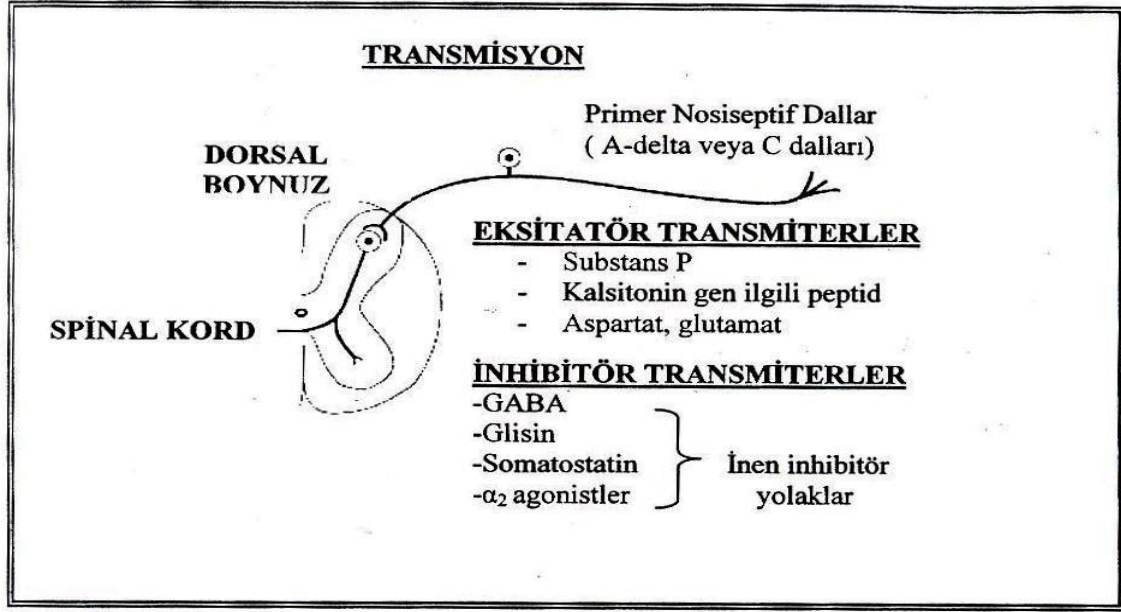 TRANSMİSYON
Primer Nosiseptif Dallar
( A-delta veya C dalları)
DORSAL
BOYNUZ
EKSİTATÖR TRANSMİTERLER
- Substans P
- Kalsitonin gen ilgili peptid
- Aspartat, glutamat
SPİNAL KORD
İNHİBİTÖR TRANSMİTERLER
-GABA
-Glisin
-Somatostatin
-α₂ agonistler
İnen inhibitör
yolaklar